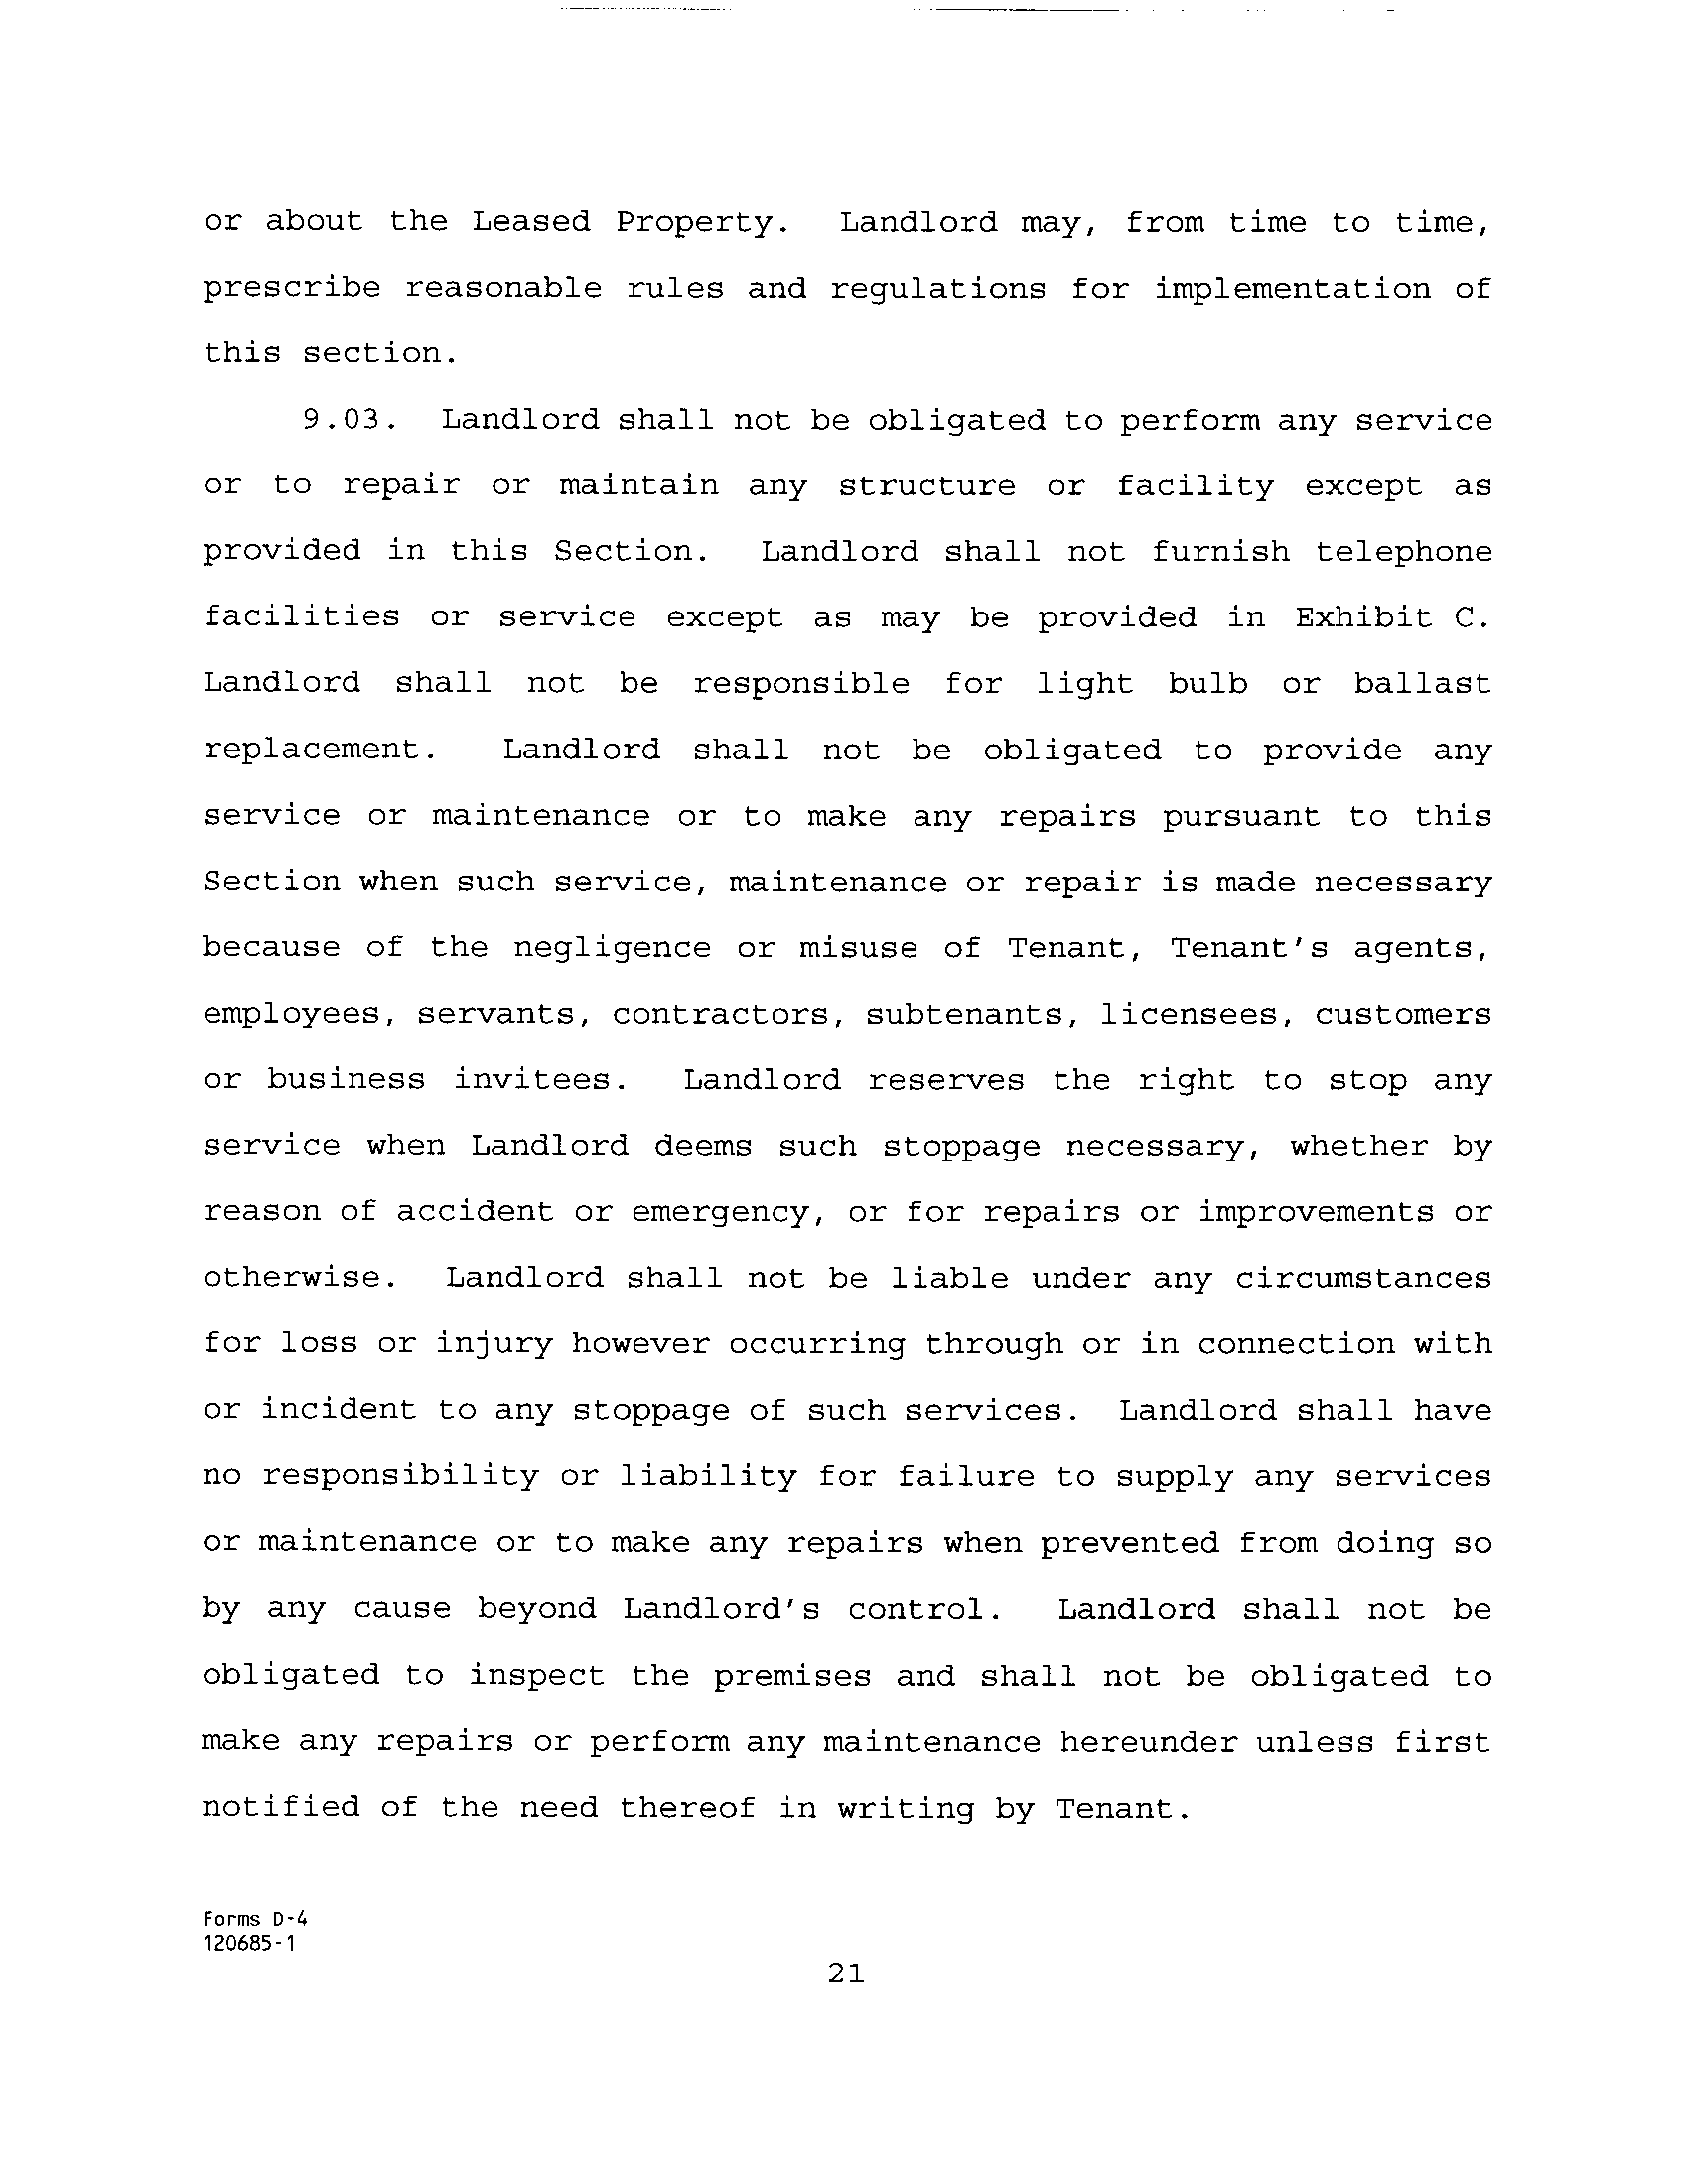 or about the Leased Property. Landlord may, from time to time,
prescribe reasonable rules and regulations for implementation of
this section.
9.03. Landlord shall not be obligated to perform any service
or to repair or maintain any structure or facility except as
provided in this Section. Landlord shall not furnish telephone
facilities or service except as may be provided in Exhibit C.
Landlord shall not be responsible for light bulb or ballast
replacement. Landlord shall not be obligated to provide any
service or maintenance or to make any repairs pursuant to this
Section when such service, maintenance or repair is made necessary
because of the negligence or misuse of Tenant, Tenant's agents,
employees, servants, contractors, subtenants, licensees, customers
or business invitees. Landlord reserves the right to stop any
service when Landlord deems such stoppage necessary, whether by
reason of accident or emergency, or for repairs or improvements or
otherwise. Landlord shall not be liable under any circumstances
for loss or injury however occurring through or in connection with
or incident to any stoppage of such services. Landlord shall have
no responsibility or liability for failure to supply any services
or maintenance or to make any repairs when prevented from doing so
by any cause beyond Landlord's control. Landlord shall not be
obligated to inspect the premises and shall not be obligated to
make any repairs or perform any maintenance hereunder unless first
notified of the need thereof in writing by Tenant.
Forms D-4
120685-1
21